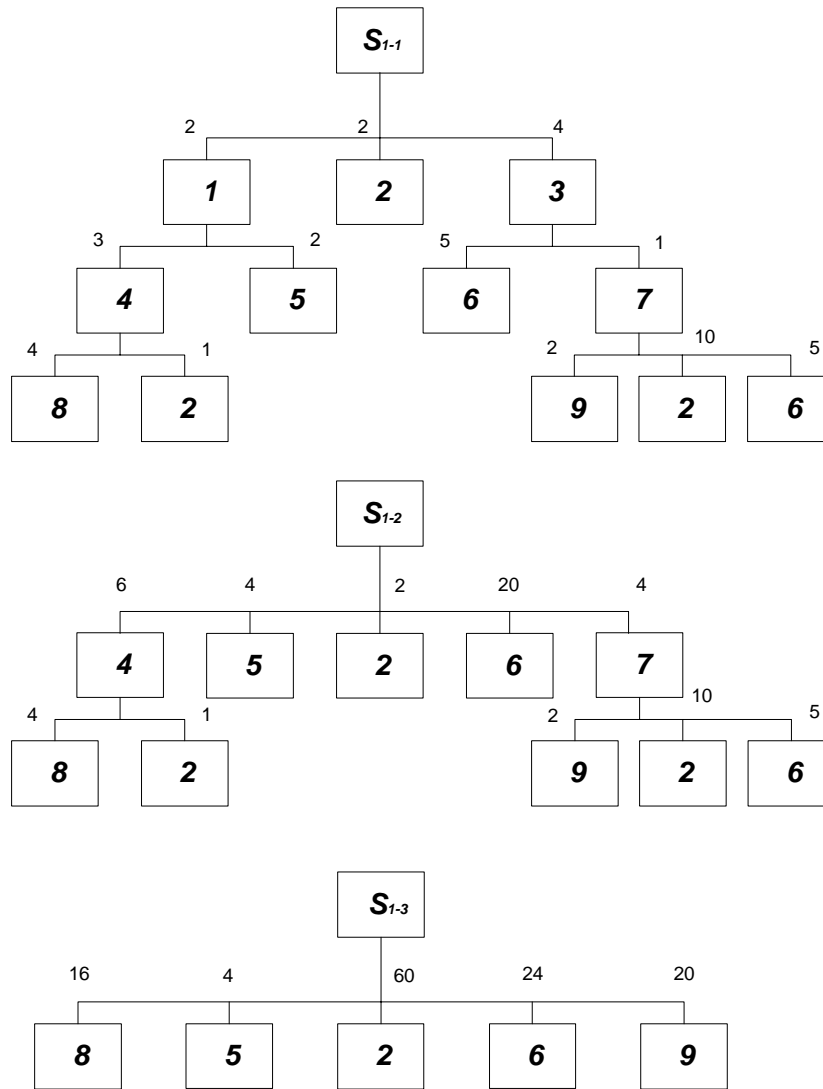 S1-1
2 2 4
1 2 3
3 2 5 1
4 5 6 7
4 1 2 10 5
8 2 9 2 6
S1-2
6 4 2 20 4
4 5 2 6 7
4 1 2 10 5
8 2 9 2 6
S1-3
16 4 60 24 20
8 5 2 6 9